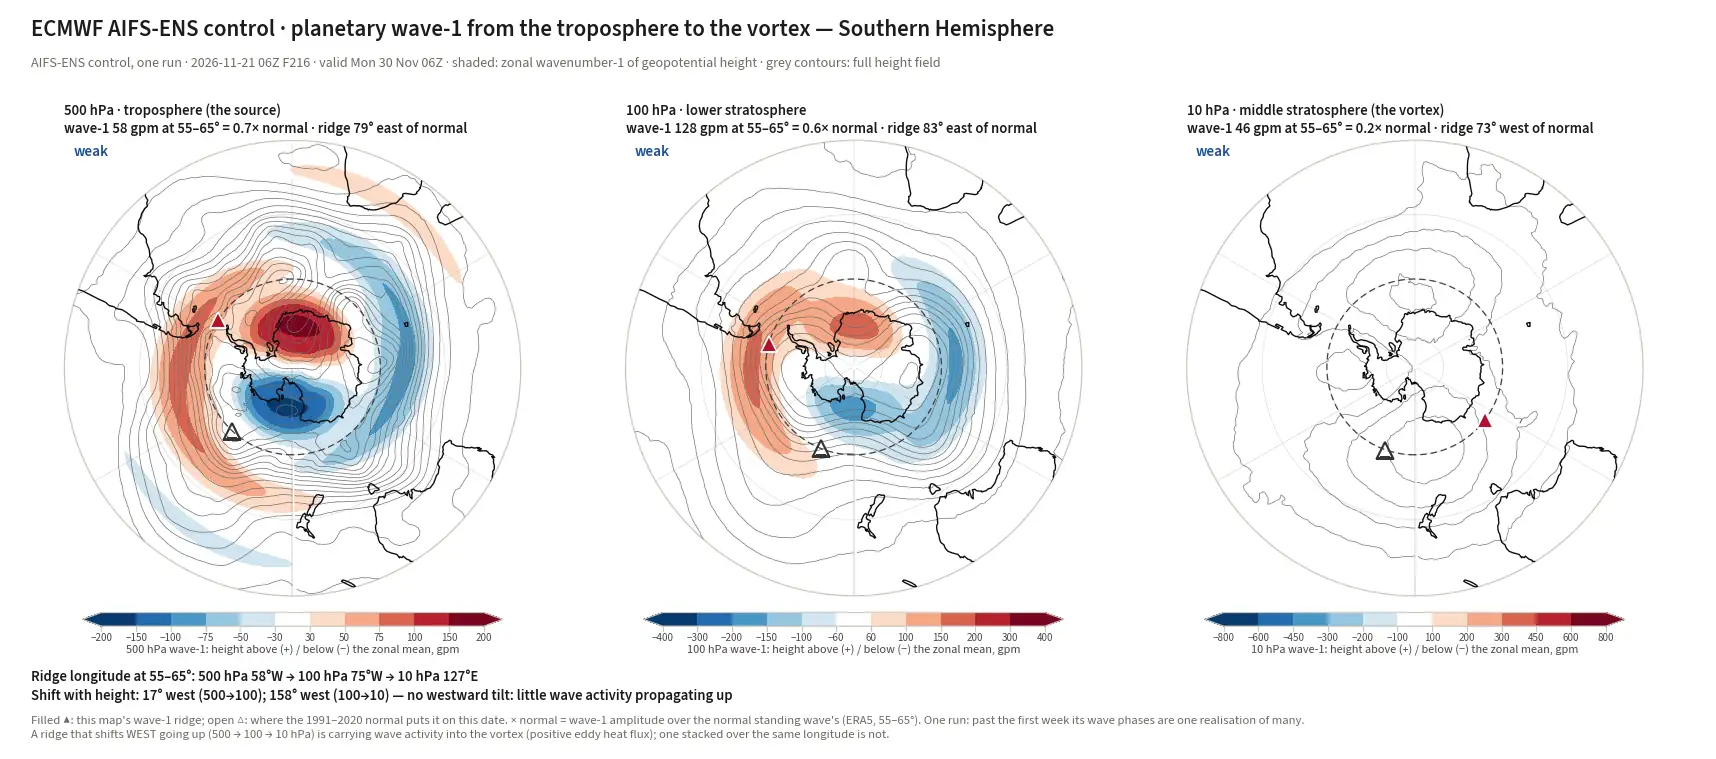 ECMWF AIFS-ENS control · planetary wave-1 from the troposphere to the vortex — Southern Hemisphere
AIFS-ENS control, one run · 2026-11-21 06Z F216 · valid Mon 30 Nov 06Z · shaded: zonal wavenumber-1 of geopotential height · grey contours: full height field
500 hPa · troposphere (the source)
wave-1 58 gpm at 55–65° = 0.7× normal · ridge 79° east of normal
weak
100 hPa · lower stratosphere
wave-1 128 gpm at 55–65° = 0.6× normal · ridge 83° east of normal
weak
10 hPa · middle stratosphere (the vortex)
wave-1 46 gpm at 55–65° = 0.2× normal · ridge 73° west of normal
weak
−200 −150 −100 −75 −50 −30 30 50 75 100 150 200
500 hPa wave-1: height above (+) / below (−) the zonal mean, gpm
−400 −300 −200 −150 −100 −60 60 100 150 200 300 400
100 hPa wave-1: height above (+) / below (−) the zonal mean, gpm
−800 −600 −450 −300 −200 −100 100 200 300 450 600 800
10 hPa wave-1: height above (+) / below (−) the zonal mean, gpm
Ridge longitude at 55–65°: 500 hPa 58°W → 100 hPa 75°W → 10 hPa 127°E
Shift with height: 17° west (500→100); 158° west (100→10) — no westward tilt: little wave activity propagating up
Filled ▲: this map's wave-1 ridge; open △: where the 1991–2020 normal puts it on this date. × normal = wave-1 amplitude over the normal standing wave's (ERA5, 55–65°). One run: past the first week its wave phases are one realisation of many.
A ridge that shifts WEST going up (500 → 100 → 10 hPa) is carrying wave activity into the vortex (positive eddy heat flux); one stacked over the same longitude is not.